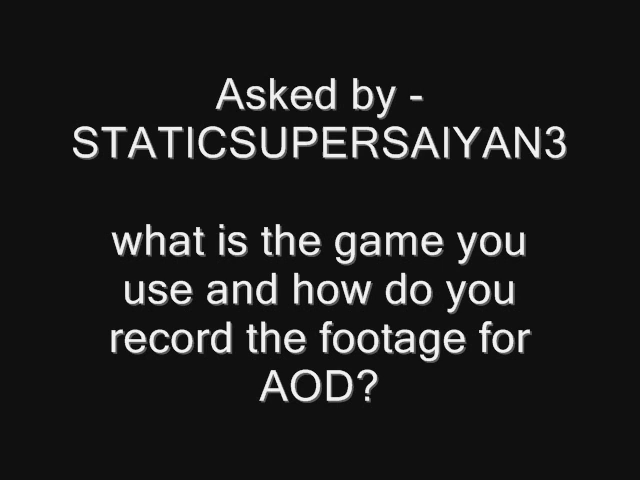 Asked by -
STATICSUPERSAIYAN3
what is the game you
use and how do you
record the footage for
AOD?